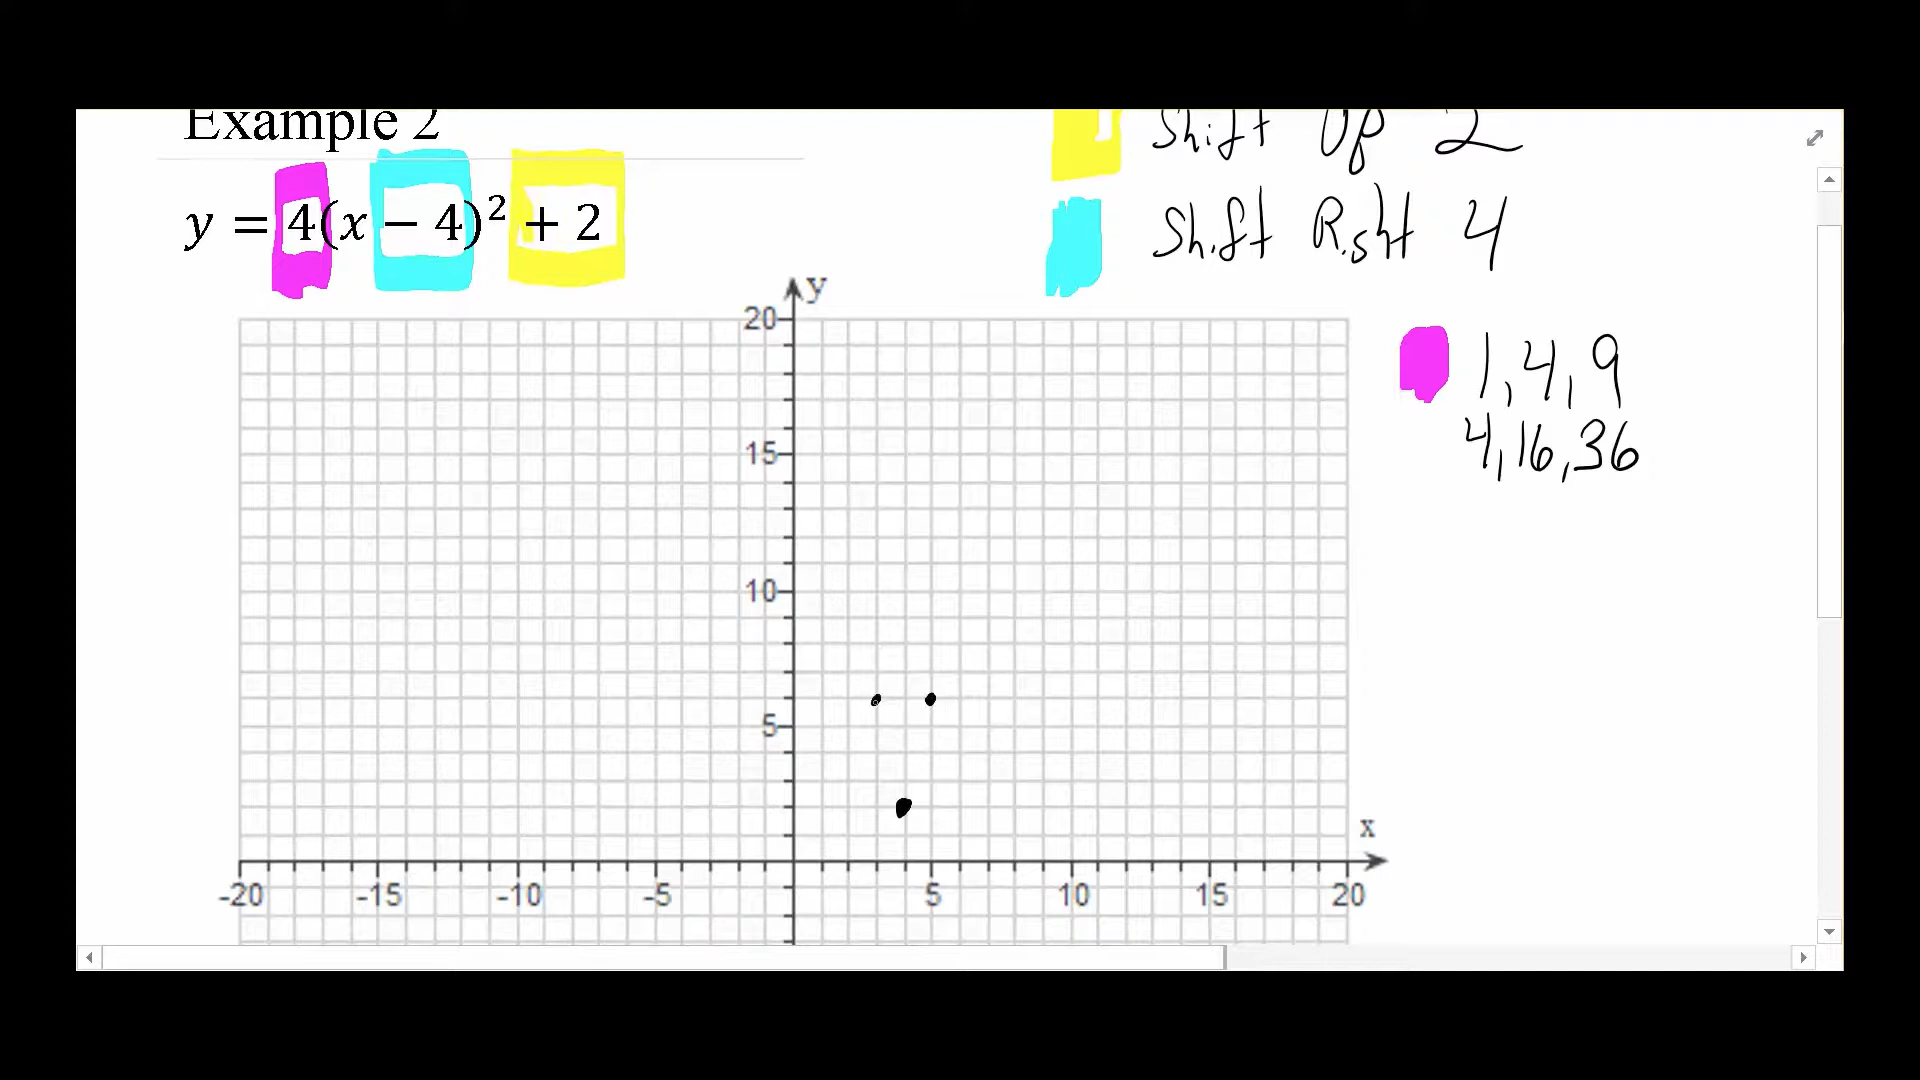 Example 2
Shift Up 2
y = 4(x − 4)² + 2
Shift Right 4
y
20
1, 4, 9
4, 16, 36
15
10
5
x
-20 -15 -10 -5 5 10 15 20